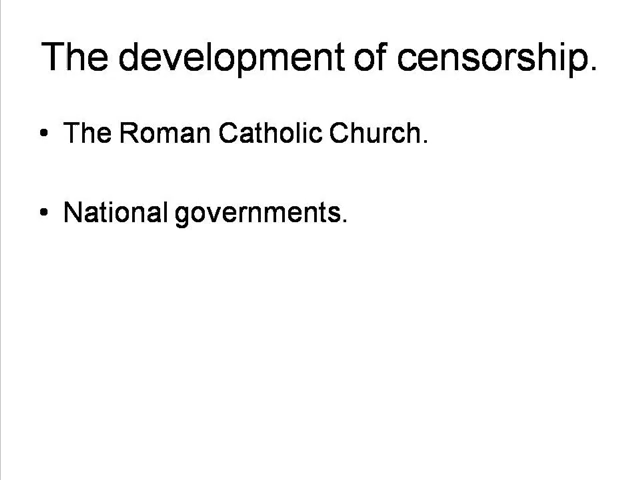 The development of censorship.
• The Roman Catholic Church.
• National governments.